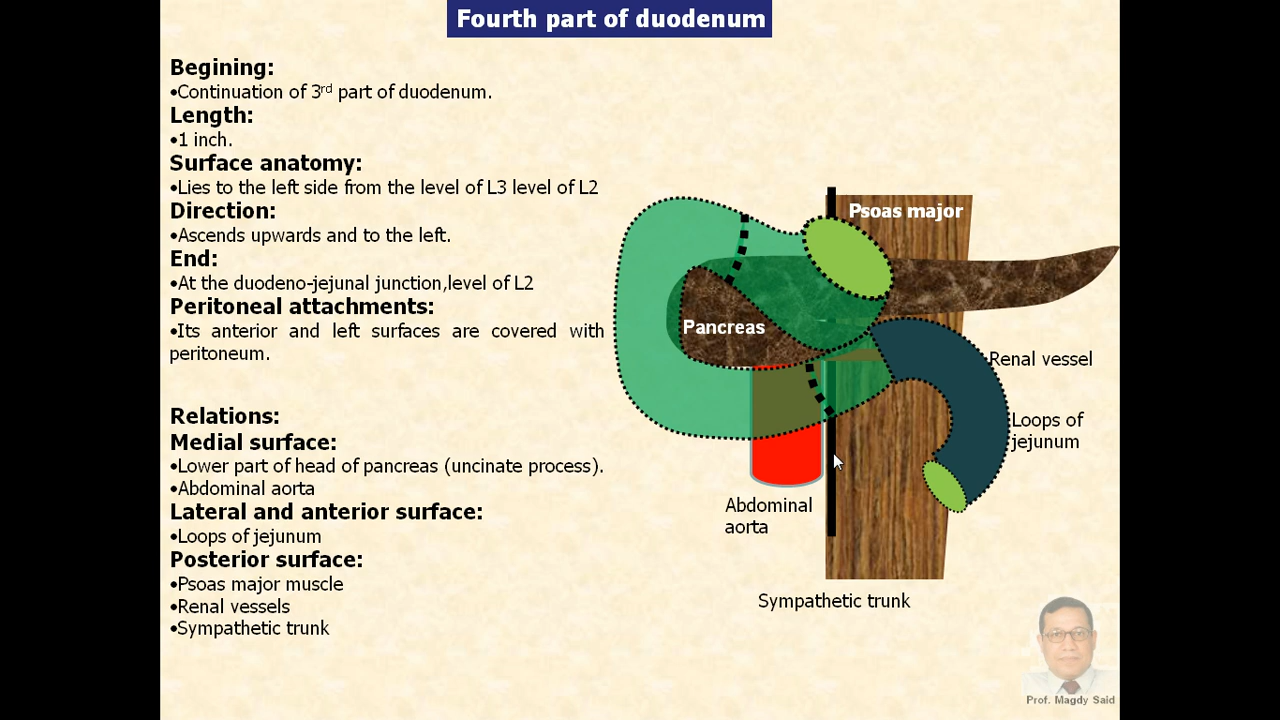 Fourth part of duodenum
Begining:
•Continuation of 3rd part of duodenum.
Length:
•1 inch.
Surface anatomy:
•Lies to the left side from the level of L3 level of L2
Direction:
•Ascends upwards and to the left.
End:
•At the duodeno-jejunal junction,level of L2
Peritoneal attachments:
•Its anterior and left surfaces are covered with
peritoneum.
Relations:
Medial surface:
•Lower part of head of pancreas (uncinate process).
•Abdominal aorta
Lateral and anterior surface:
•Loops of jejunum
Posterior surface:
•Psoas major muscle
•Renal vessels
•Sympathetic trunk
Psoas major
Pancreas
Renal vessel
Loops of
jejunum
Abdominal
aorta
Sympathetic trunk
Prof. Magdy Said